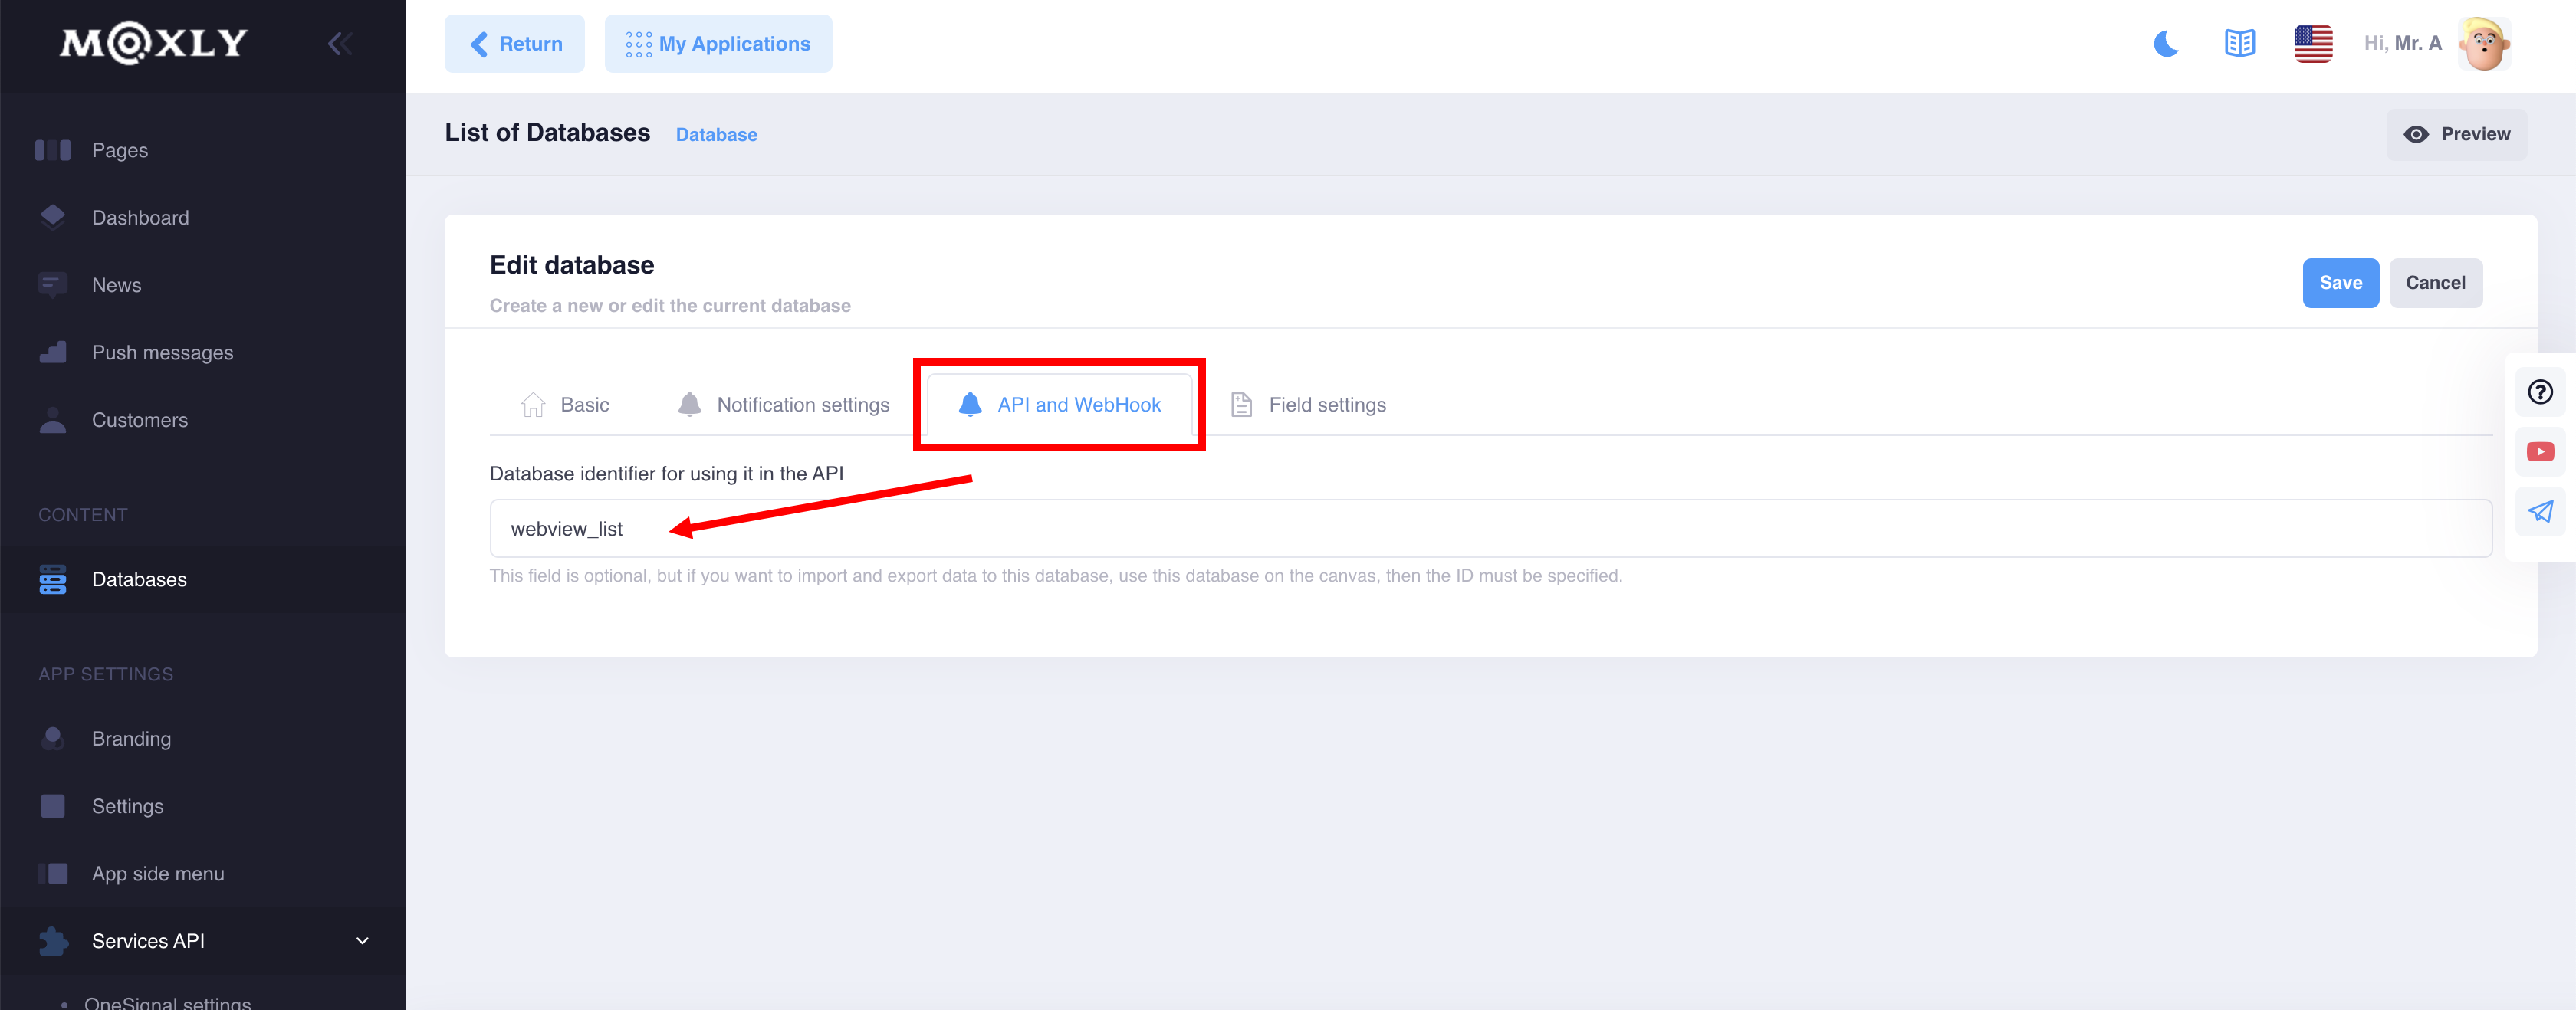 MOXLY
Return
My Applications
Hi, Mr. A
Pages
Dashboard
News
Push messages
Customers
CONTENT
Databases
APP SETTINGS
Branding
Settings
App side menu
Services API
OneSignal settings
List of Databases
Database
Preview
Edit database
Create a new or edit the current database
Save
Cancel
Basic
Notification settings
API and WebHook
Field settings
Database identifier for using it in the API
webview_list
This field is optional, but if you want to import and export data to this database, use this database on the canvas, then the ID must be specified.